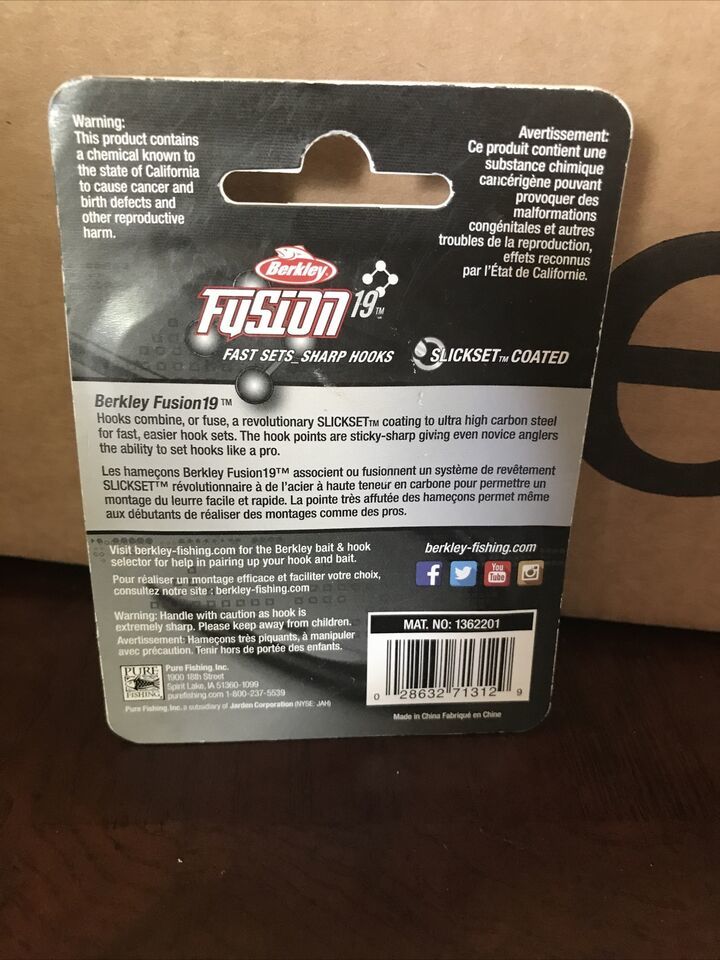 Warning:
This product contains
a chemical known to
the state of California
to cause cancer and
birth defects and
other reproductive
harm.
Avertissement:
Ce produit contient une
substance chimique
cancérigène pouvant
provoquer des
malformations
congénitales et autres
troubles de la reproduction,
effets reconnus
par l'État de Californie.
Berkley
FUSION19™
FAST SETS_SHARP HOOKS
SLICKSET™ COATED
e
Berkley Fusion19™
Hooks combine, or fuse, a revolutionary SLICKSET™ coating to ultra high carbon steel
for fast, easier hook sets. The hook points are sticky-sharp giving even novice anglers
the ability to set hooks like a pro.
Les hameçons Berkley Fusion19™ associent ou fusionnent un système de revêtement
SLICKSET™ révolutionnaire à de l'acier à haute teneur en carbone pour permettre un
montage du leurre facile et rapide. La pointe très affutée des hameçons permet même
aux débutants de réaliser des montages comme des pros.
Visit berkley-fishing.com for the Berkley bait & hook
selector for help in pairing up your hook and bait.
Pour réaliser un montage efficace et faciliter votre choix,
consultez notre site : berkley-fishing.com
Warning: Handle with caution as hook is
extremely sharp. Please keep away from children.
Avertissement: Hameçons très piquants, à manipuler
avec précaution. Tenir hors de portée des enfants.
PURE
FISHING
Pure Fishing, Inc.
1900 18th Street
Spirit Lake, IA 51360-1099
purefishing.com 1-800-237-5539
Pure Fishing, Inc. a subsidiary of Jarden Corporation (NYSE: JAH)
berkley-fishing.com
f
You
Tube
MAT. NO: 1362201
0 28632 71312 9
Made in China Fabriqué en Chine